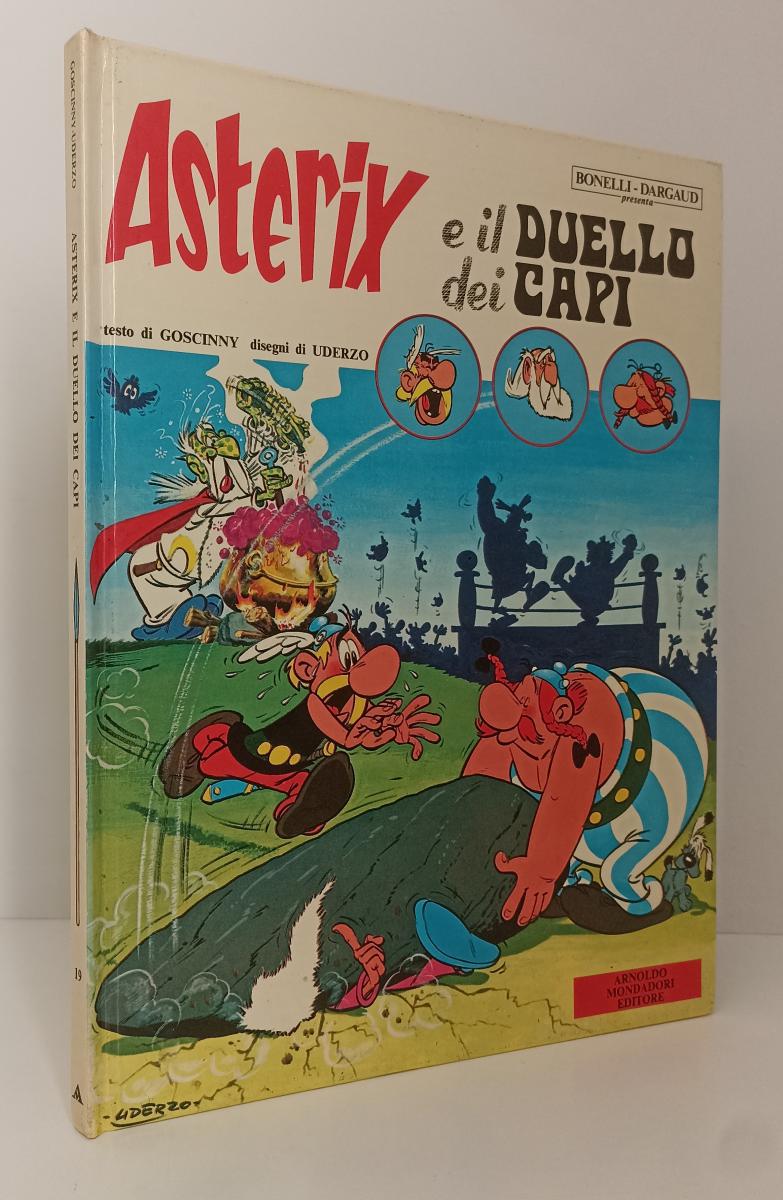 GOSCINNY-UDERZO
ASTERIX E IL DUELLO DEI CAPI
19
Asterix
BONELLI-DARGAUD
presenta
e il DUELLO
dei CAPI
testo di GOSCINNY disegni di UDERZO
ARNOLDO
MONDADORI
EDITORE
-UDERZO-